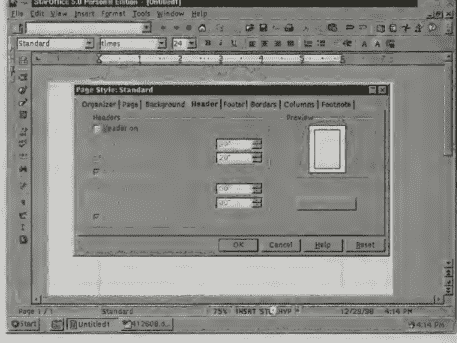 StarOffice 5.0 Personal Edition - [Untitled1]
File Edit View Insert Format Tools Window Help
Standard times 24 B i U
Page Style: Standard
Organizer Page Background Header Footer Borders Columns Footnote
Headers Preview
Header on
OK Cancel Help Reset
Page 1 / 1 Standard 75% INSRT STD HYP 12/28/98 4:14 PM
Start Untitled1 4:14 PM